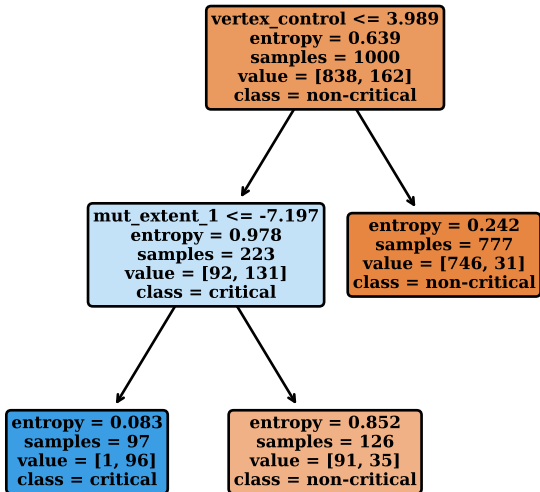 vertex_control <= 3.989
entropy = 0.639
samples = 1000
value = [838, 162]
class = non-critical
mut_extent_1 <= -7.197
entropy = 0.978
samples = 223
value = [92, 131]
class = critical
entropy = 0.242
samples = 777
value = [746, 31]
class = non-critical
entropy = 0.083
samples = 97
value = [1, 96]
class = critical
entropy = 0.852
samples = 126
value = [91, 35]
class = non-critical